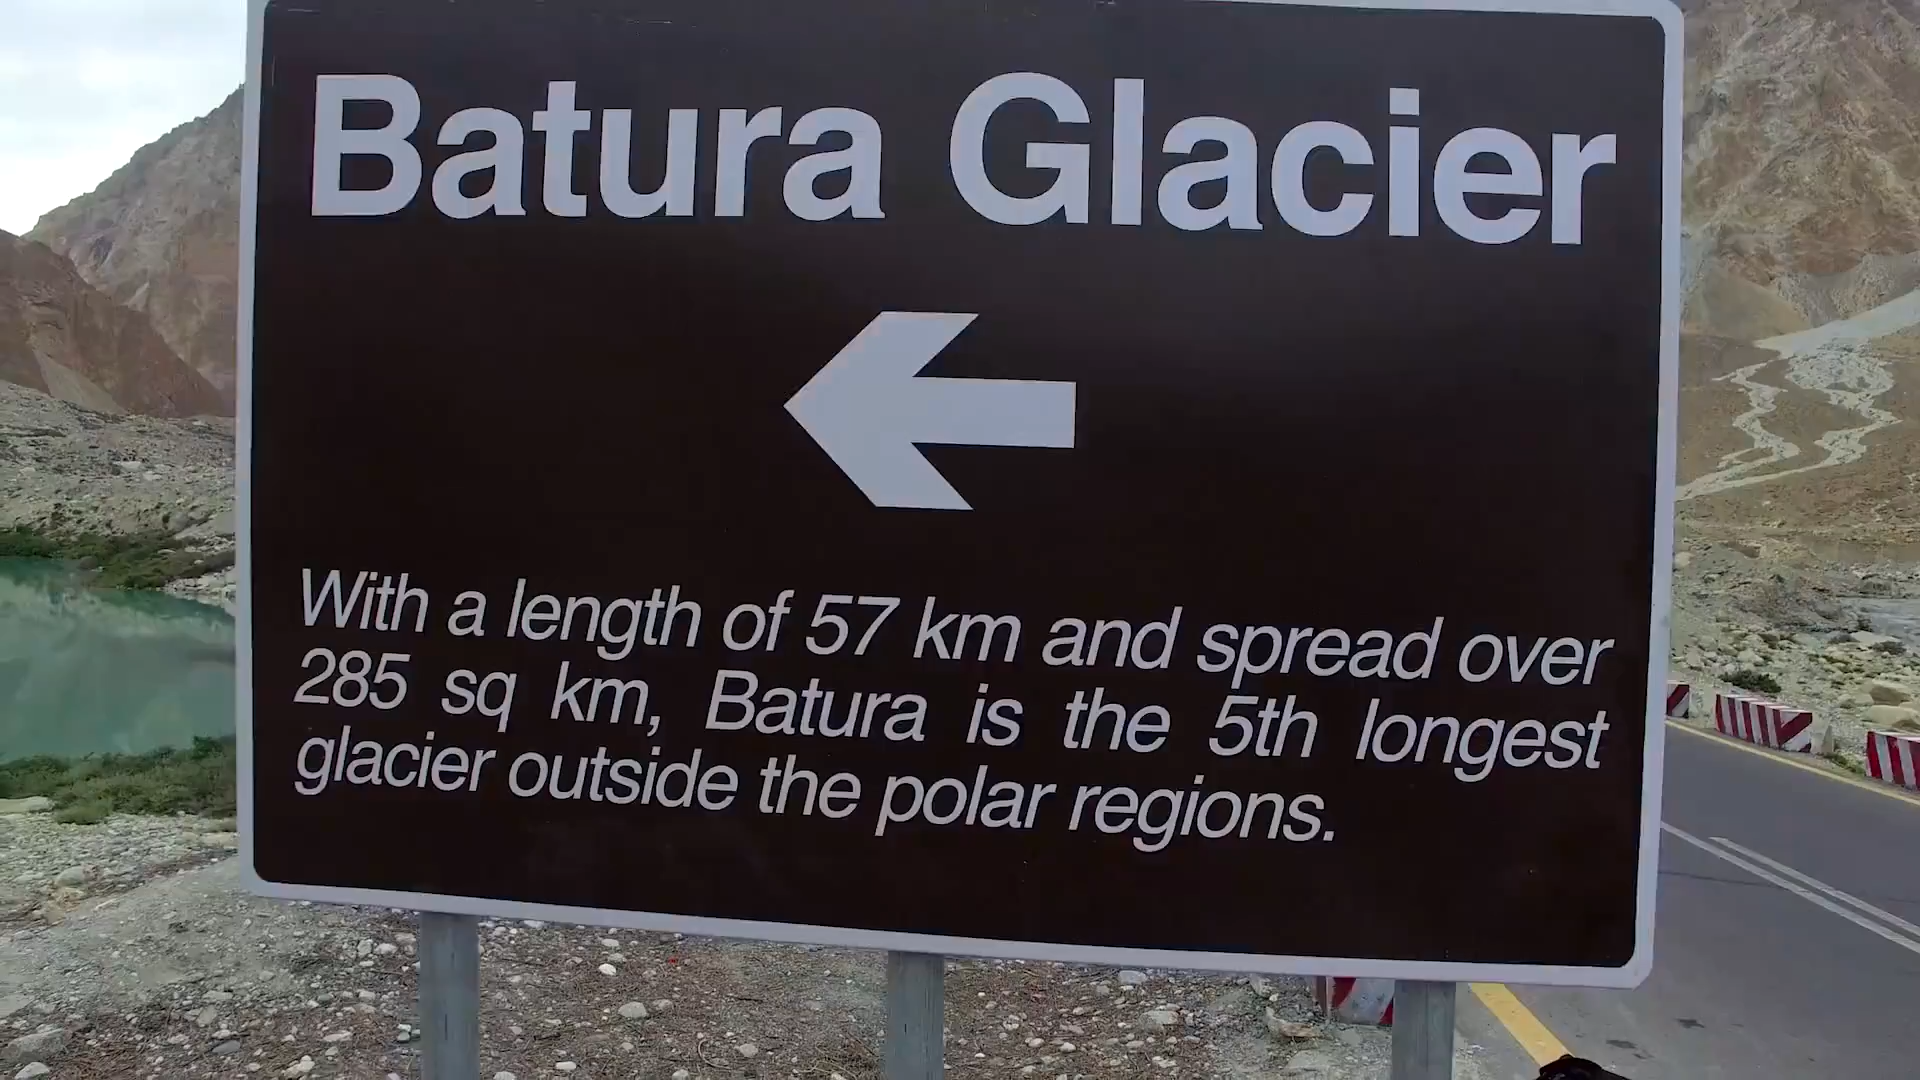 Batura Glacier
With a length of 57 km and spread over
285 sq km, Batura is the 5th longest
glacier outside the polar regions.